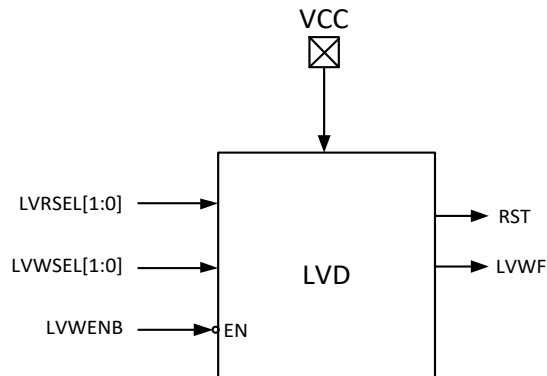 VCC
LVRSEL[1:0]
RST
LVWSEL[1:0]
LVD
LVWF
LVWENB
EN